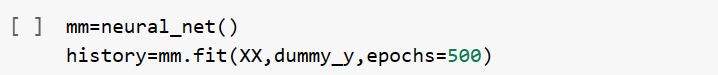 [ ] mm=neural_net()
history=mm.fit(XX,dummy_y,epochs=500)